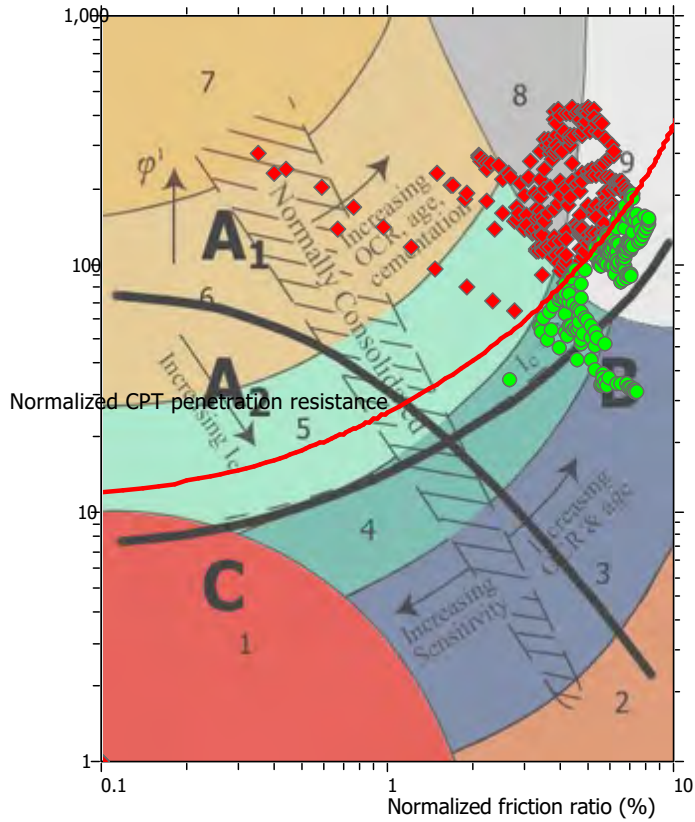 1,000
7
8
φ'
Increasing
OCR, age,
cementation
9
Normally Consolidated
A1
100
6
Increasing Ic
A2
Ic
B
Normalized CPT penetration resistance
5
10
4
Increasing
OCR & age
C
3
Increasing
Sensitivity
1
2
1
0.1
1
10
Normalized friction ratio (%)